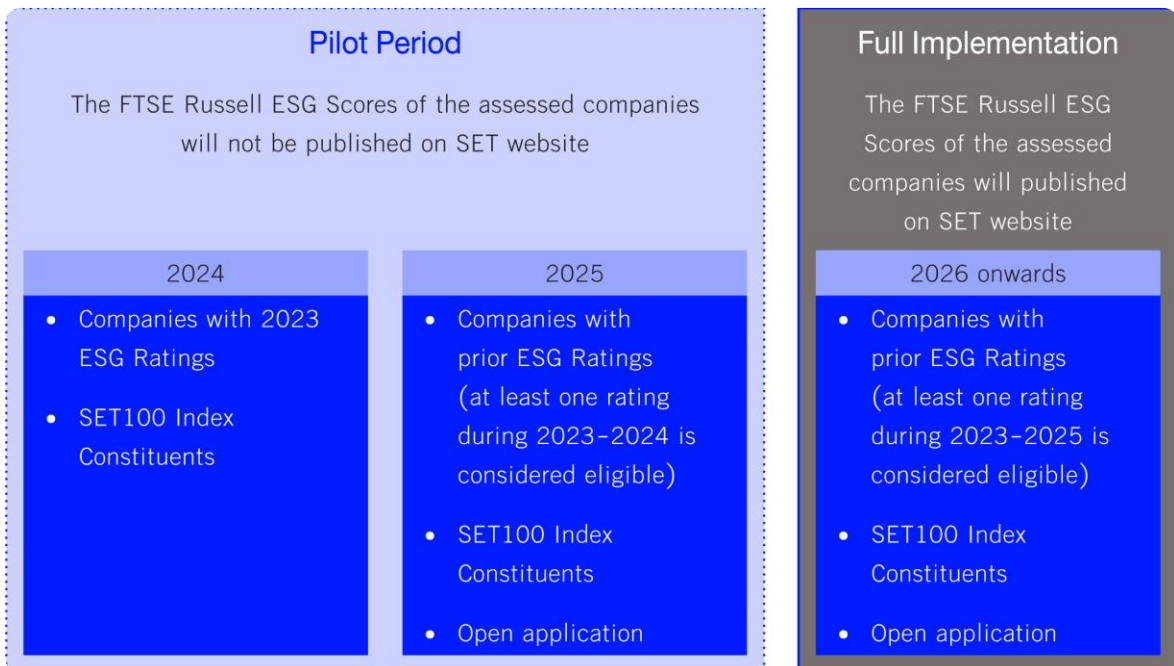 Pilot Period
The FTSE Russell ESG Scores of the assessed companies
will not be published on SET website
2024
• Companies with 2023
ESG Ratings
• SET100 Index
Constituents
2025
• Companies with
prior ESG Ratings
(at least one rating
during 2023–2024 is
considered eligible)
• SET100 Index
Constituents
• Open application
Full Implementation
The FTSE Russell ESG
Scores of the assessed
companies will published
on SET website
2026 onwards
• Companies with
prior ESG Ratings
(at least one rating
during 2023–2025 is
considered eligible)
• SET100 Index
Constituents
• Open application